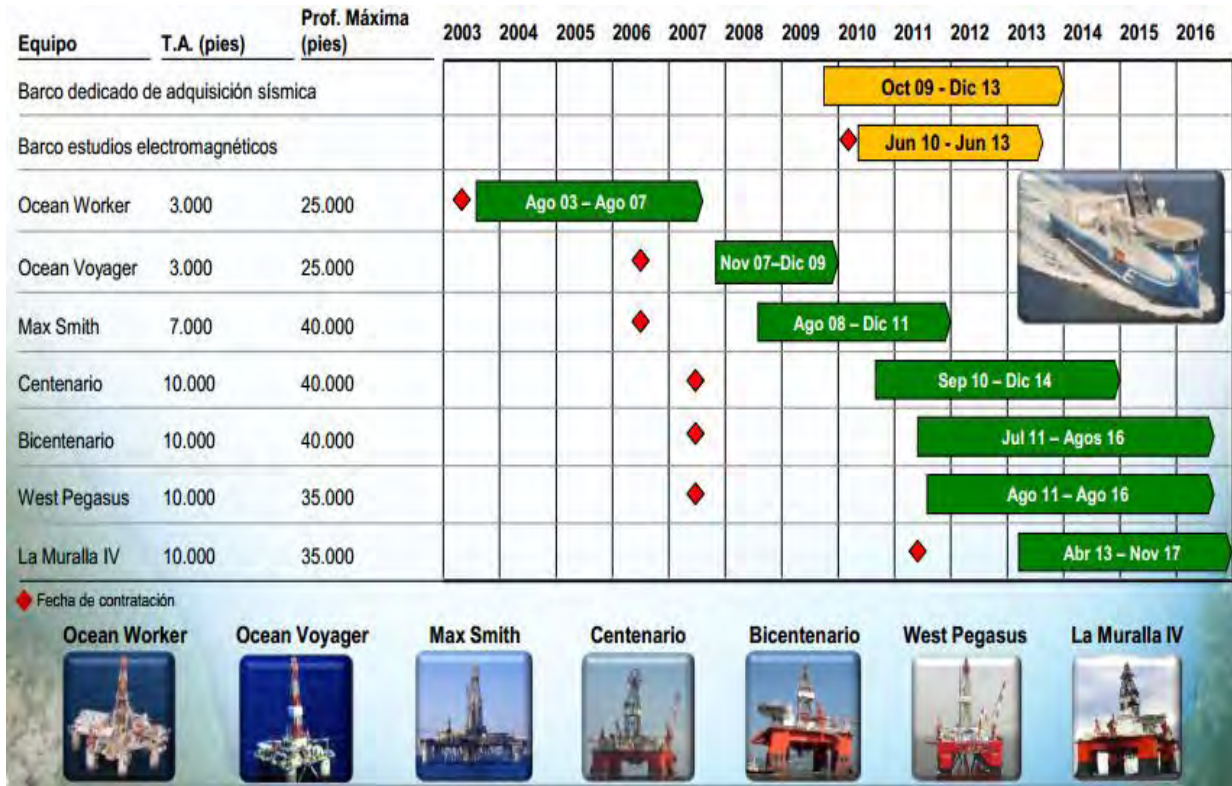 Equipo T.A. (pies) Prof. Máxima (pies) 2003 2004 2005 2006 2007 2008 2009 2010 2011 2012 2013 2014 2015 2016
Barco dedicado de adquisición sísmica Oct 09 - Dic 13
Barco estudios electromagnéticos Jun 10 - Jun 13
Ocean Worker 3.000 25.000 Ago 03 – Ago 07
Ocean Voyager 3.000 25.000 Nov 07–Dic 09
Max Smith 7.000 40.000 Ago 08 – Dic 11
Centenario 10.000 40.000 Sep 10 – Dic 14
Bicentenario 10.000 40.000 Jul 11 – Agos 16
West Pegasus 10.000 35.000 Ago 11 – Ago 16
La Muralla IV 10.000 35.000 Abr 13 – Nov 17
Fecha de contratación
Ocean Worker Ocean Voyager Max Smith Centenario Bicentenario West Pegasus La Muralla IV